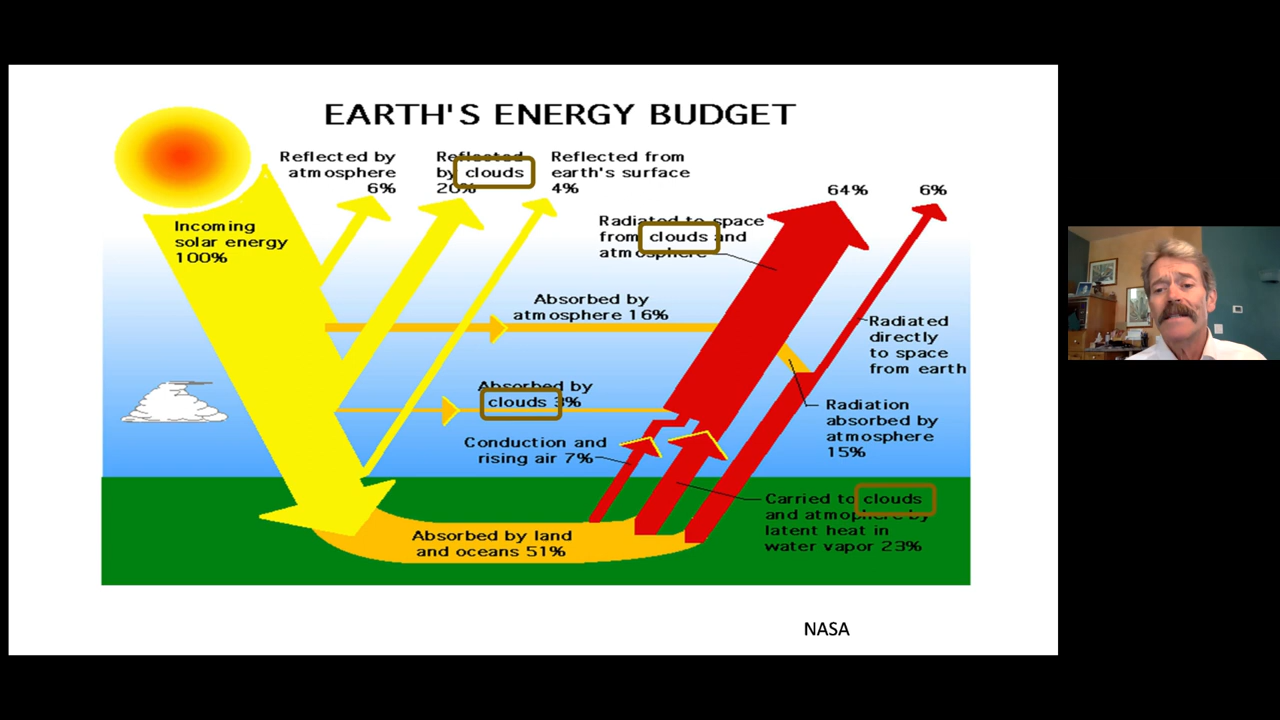 EARTH'S ENERGY BUDGET
Reflected by
atmosphere
6%
Reflected
by clouds
20%
Reflected from
earth's surface
4%
64%
6%
Incoming
solar energy
100%
Radiated to space
from clouds and
atmosphere
Absorbed by
atmosphere 16%
Radiated
directly
to space
from earth
Absorbed by
clouds 3%
Radiation
absorbed by
atmosphere
15%
Conduction and
rising air 7%
Carried to clouds
and atmophere by
latent heat in
water vapor 23%
Absorbed by land
and oceans 51%
NASA